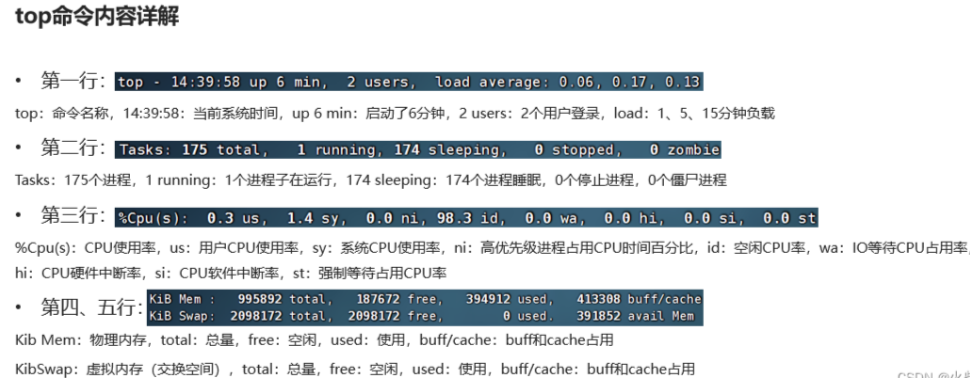 top命令内容详解
• 第一行：top - 14:39:58 up 6 min,  2 users,  load average: 0.06, 0.17, 0.13
top：命令名称，14:39:58：当前系统时间，up 6 min：启动了6分钟，2 users：2个用户登录，load：1、5、15分钟负载
• 第二行：Tasks: 175 total,   1 running, 174 sleeping,   0 stopped,   0 zombie
Tasks：175个进程，1 running：1个进程子在运行，174 sleeping：174个进程睡眠，0个停止进程，0个僵尸进程
• 第三行：%Cpu(s):  0.3 us,  1.4 sy,  0.0 ni, 98.3 id,  0.0 wa,  0.0 hi,  0.0 si,  0.0 st
%Cpu(s)：CPU使用率，us：用户CPU使用率，sy：系统CPU使用率，ni：高优先级进程占用CPU时间百分比，id：空闲CPU率，wa：IO等待CPU占用率，
hi：CPU硬件中断率，si：CPU软件中断率，st：强制等待占用CPU率
• 第四、五行：KiB Mem :   995892 total,   187672 free,   394912 used,   413308 buff/cache
KiB Swap:  2098172 total,  2098172 free,        0 used.   391852 avail Mem
Kib Mem：物理内存，total：总量，free：空闲，used：使用，buff/cache：buff和cache占用
KibSwap：虚拟内存（交换空间），total：总量，free：空闲，used：使用，buff/cache：buff和cache占用
CSDN